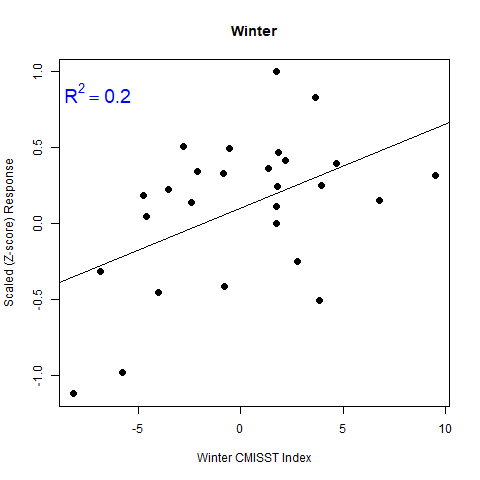 Winter
R² = 0.2
1.0
0.5
0.0
-0.5
-1.0
Scaled (Z-score) Response
-5 0 5 10
Winter CMISST Index